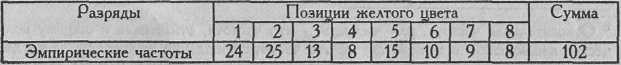 Разряды Позиции желтого цвета Сумма
1 2 3 4 5 6 7 8
Эмпирические частоты 24 25 13 8 15 10 9 8 102